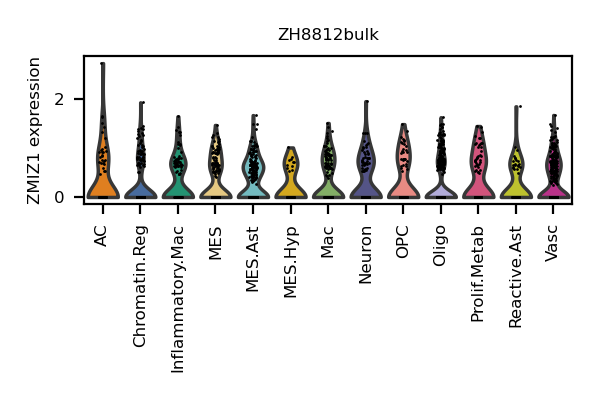 ZH8812bulk
ZMIZ1 expression
2
0
AC
Chromatin.Reg
Inflammatory.Mac
MES
MES.Ast
MES.Hyp
Mac
Neuron
OPC
Oligo
Prolif.Metab
Reactive.Ast
Vasc